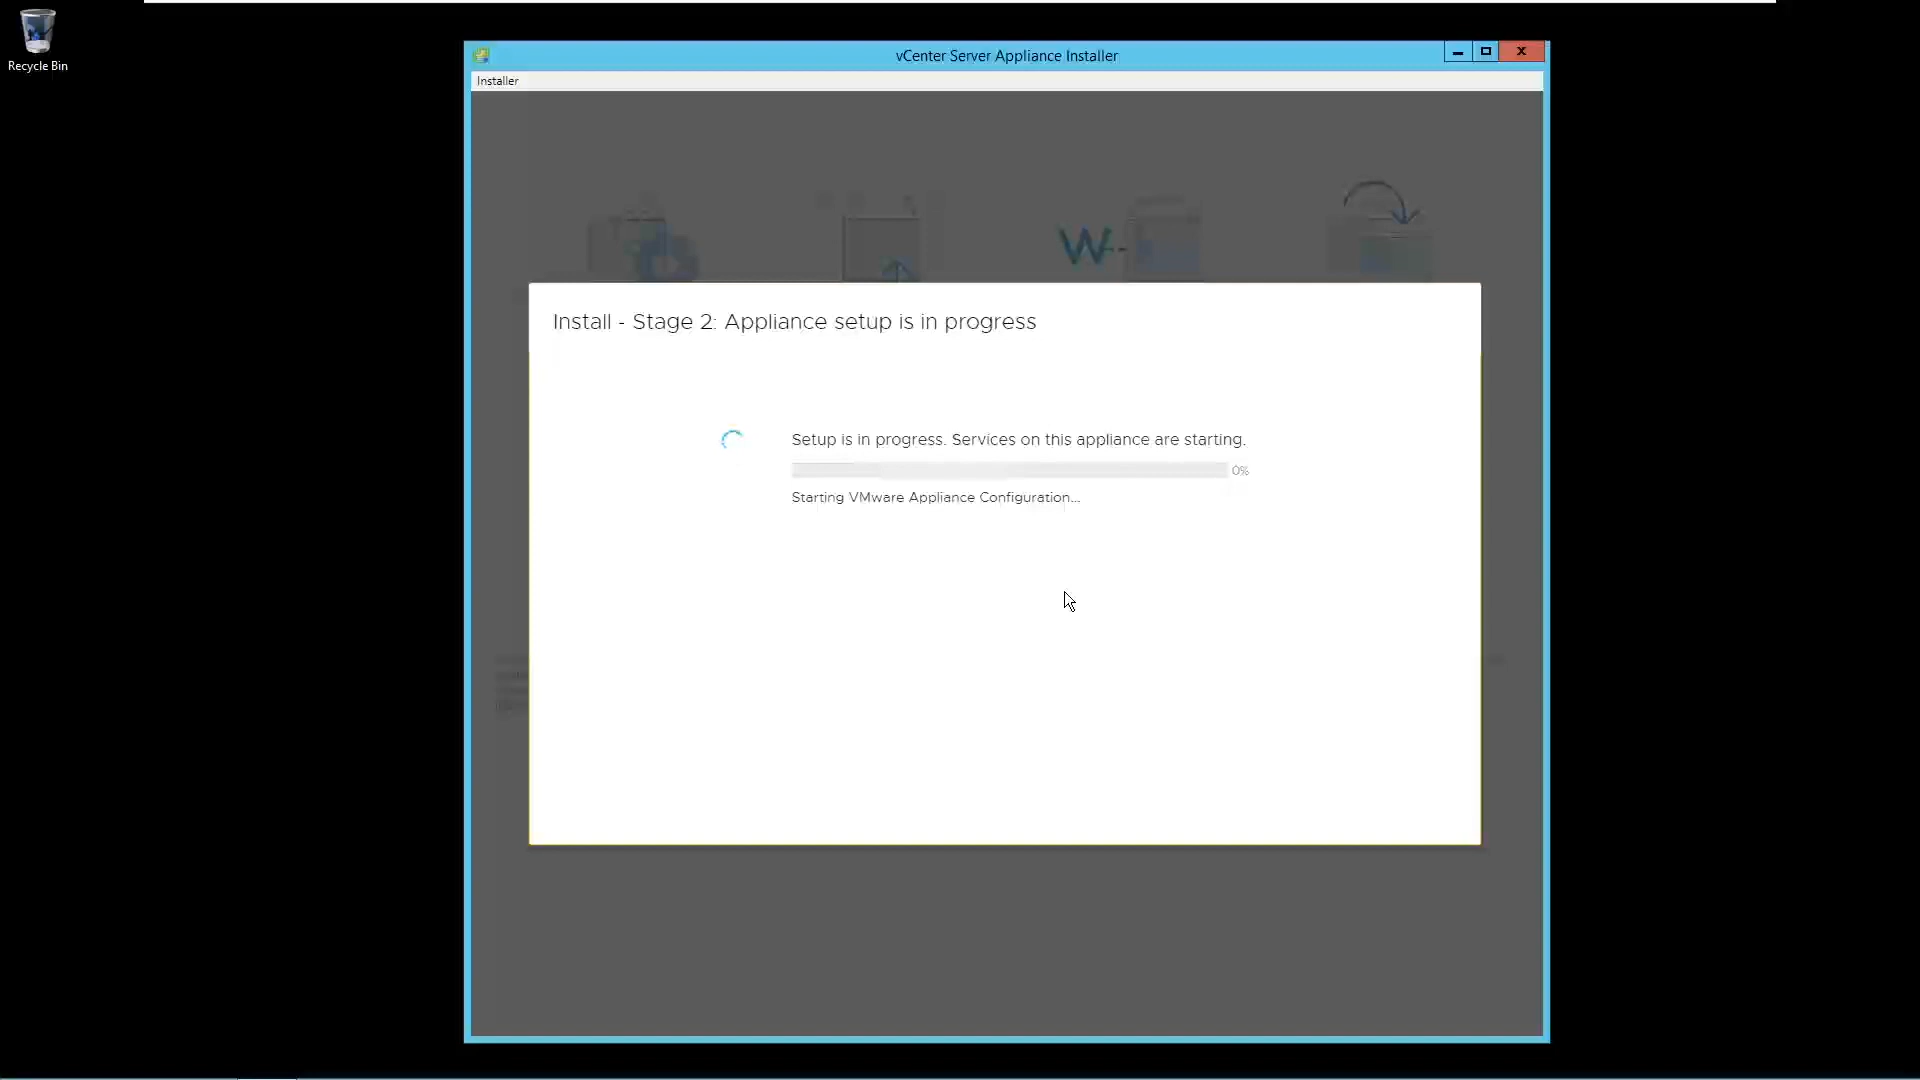 Recycle Bin
vCenter Server Appliance Installer
Installer
Install - Stage 2: Appliance setup is in progress
Setup is in progress. Services on this appliance are starting.
0%
Starting VMware Appliance Configuration...